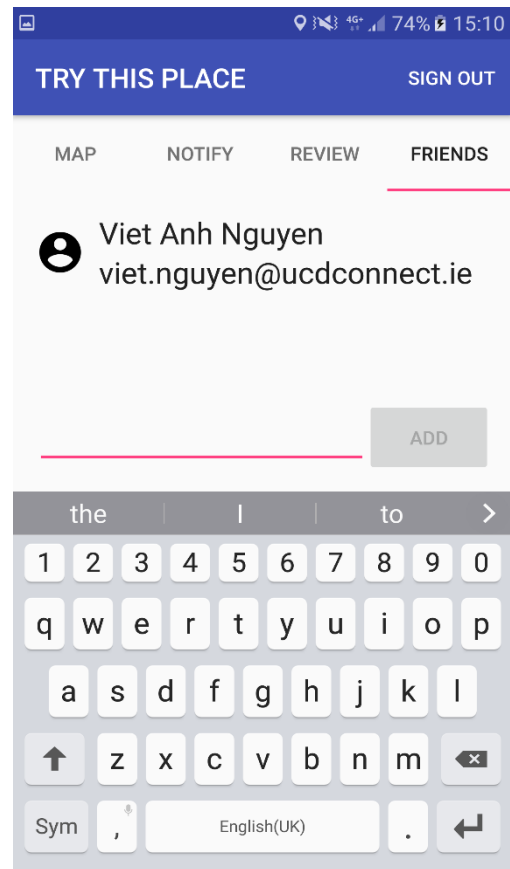 4G+ 74% 15:10
TRY THIS PLACE SIGN OUT
MAP NOTIFY REVIEW FRIENDS
Viet Anh Nguyen
viet.nguyen@ucdconnect.ie
ADD
the I to
1 2 3 4 5 6 7 8 9 0
q w e r t y u i o p
a s d f g h j k l
z x c v b n m
Sym , English(UK) .